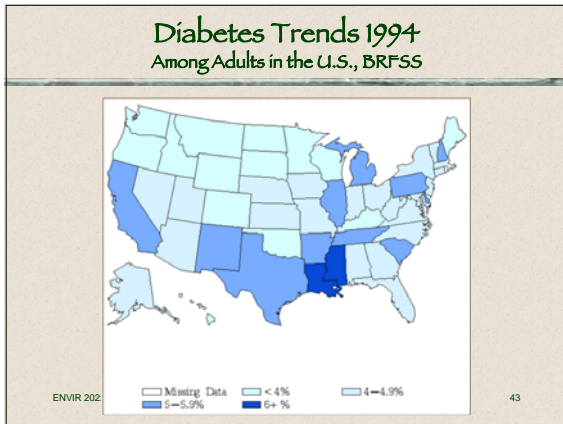 Diabetes Trends 1994
Among Adults in the U.S., BRFSS
Missing Data
< 4%
4—4.9%
5—5.9%
6+ %
ENVIR 202
43